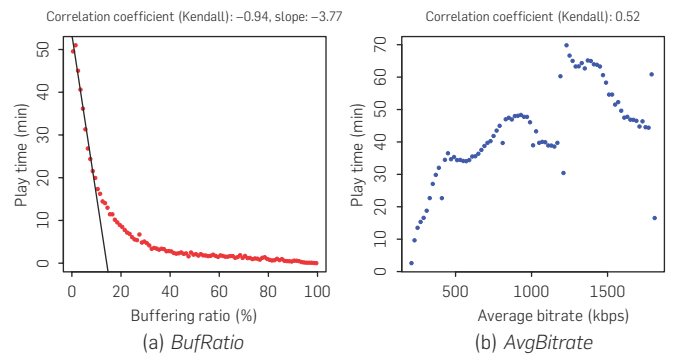 Correlation coefficient (Kendall): −0.94, slope: −3.77
Play time (min)
50
40
30
20
10
0
0 20 40 60 80 100
Buffering ratio (%)
(a) BufRatio
Correlation coefficient (Kendall): 0.52
Play time (min)
70
60
50
40
30
20
10
0
500 1000 1500
Average bitrate (kbps)
(b) AvgBitrate